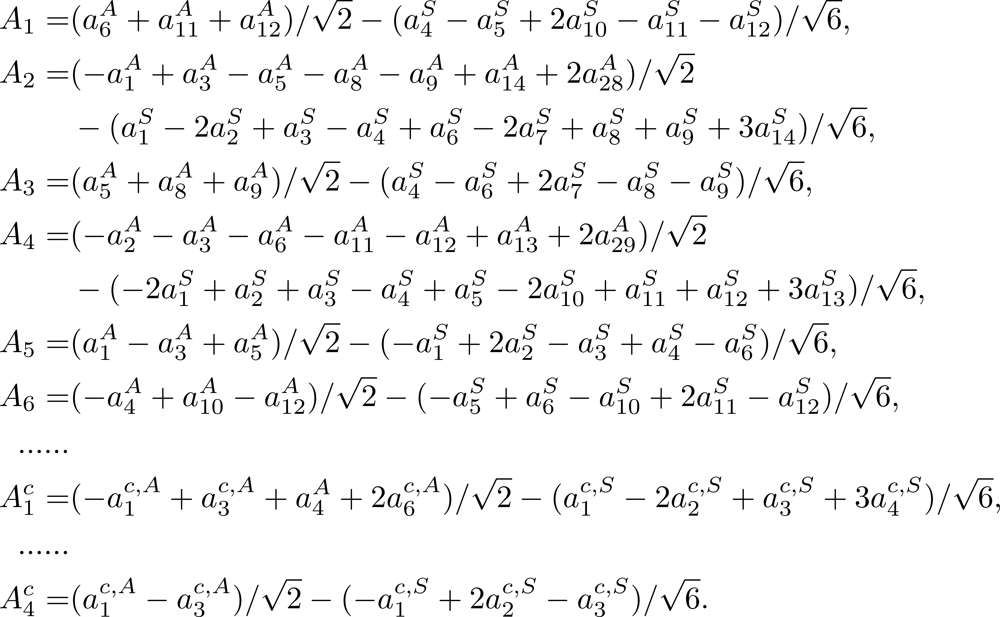 $A_1 = (a_6^A + a_{11}^A + a_{12}^A)/\sqrt{2} - (a_4^S - a_5^S + 2a_{10}^S - a_{11}^S - a_{12}^S)/\sqrt{6},$
$A_2 = (-a_1^A + a_3^A - a_5^A - a_8^A - a_9^A + a_{14}^A + 2a_{28}^A)/\sqrt{2}$
$- (a_1^S - 2a_2^S + a_3^S - a_4^S + a_6^S - 2a_7^S + a_8^S + a_9^S + 3a_{14}^S)/\sqrt{6},$
$A_3 = (a_5^A + a_8^A + a_9^A)/\sqrt{2} - (a_4^S - a_6^S + 2a_7^S - a_8^S - a_9^S)/\sqrt{6},$
$A_4 = (-a_2^A - a_3^A - a_6^A - a_{11}^A - a_{12}^A + a_{13}^A + 2a_{29}^A)/\sqrt{2}$
$- (-2a_1^S + a_2^S + a_3^S - a_4^S + a_5^S - 2a_{10}^S + a_{11}^S + a_{12}^S + 3a_{13}^S)/\sqrt{6},$
$A_5 = (a_1^A - a_3^A + a_5^A)/\sqrt{2} - (-a_1^S + 2a_2^S - a_3^S + a_4^S - a_6^S)/\sqrt{6},$
$A_6 = (-a_4^A + a_{10}^A - a_{12}^A)/\sqrt{2} - (-a_5^S + a_6^S - a_{10}^S + 2a_{11}^S - a_{12}^S)/\sqrt{6},$
......
$A_1^c = (-a_1^{c,A} + a_3^{c,A} + a_4^A + 2a_6^{c,A})/\sqrt{2} - (a_1^{c,S} - 2a_2^{c,S} + a_3^{c,S} + 3a_4^{c,S})/\sqrt{6},$
......
$A_4^c = (a_1^{c,A} - a_3^{c,A})/\sqrt{2} - (-a_1^{c,S} + 2a_2^{c,S} - a_3^{c,S})/\sqrt{6}.$